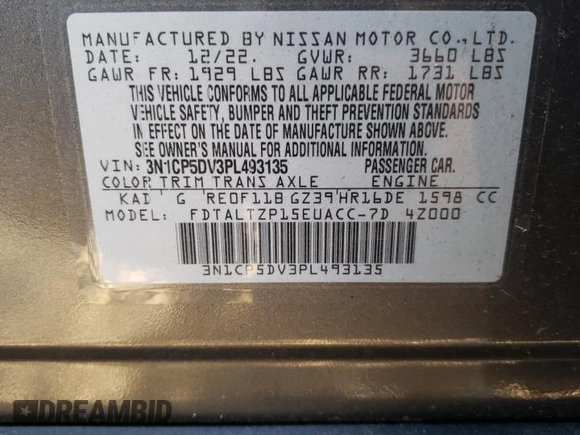 MANUFACTURED BY NISSAN MOTOR CO., LTD.
DATE: 12/22. GVWR: 3660 LBS
GAWR FR: 1929 LBS GAWR RR: 1731 LBS
THIS VEHICLE CONFORMS TO ALL APPLICABLE FEDERAL MOTOR
VEHICLE SAFETY, BUMPER AND THEFT PREVENTION STANDARDS
IN EFFECT ON THE DATE OF MANUFACTURE SHOWN ABOVE.
SEE OWNER'S MANUAL FOR ADDITIONAL INFORMATION.
VIN: 3N1CP5DV3PL493135 PASSENGER CAR.
COLOR TRIM TRANS AXLE ENGINE
KAD G RE0F11B GZ39 HR16DE 1598 CC
MODEL: FDTALTZP15EUACC-7D 4Z000
3N1CP5DV3PL493135
DREAMBID